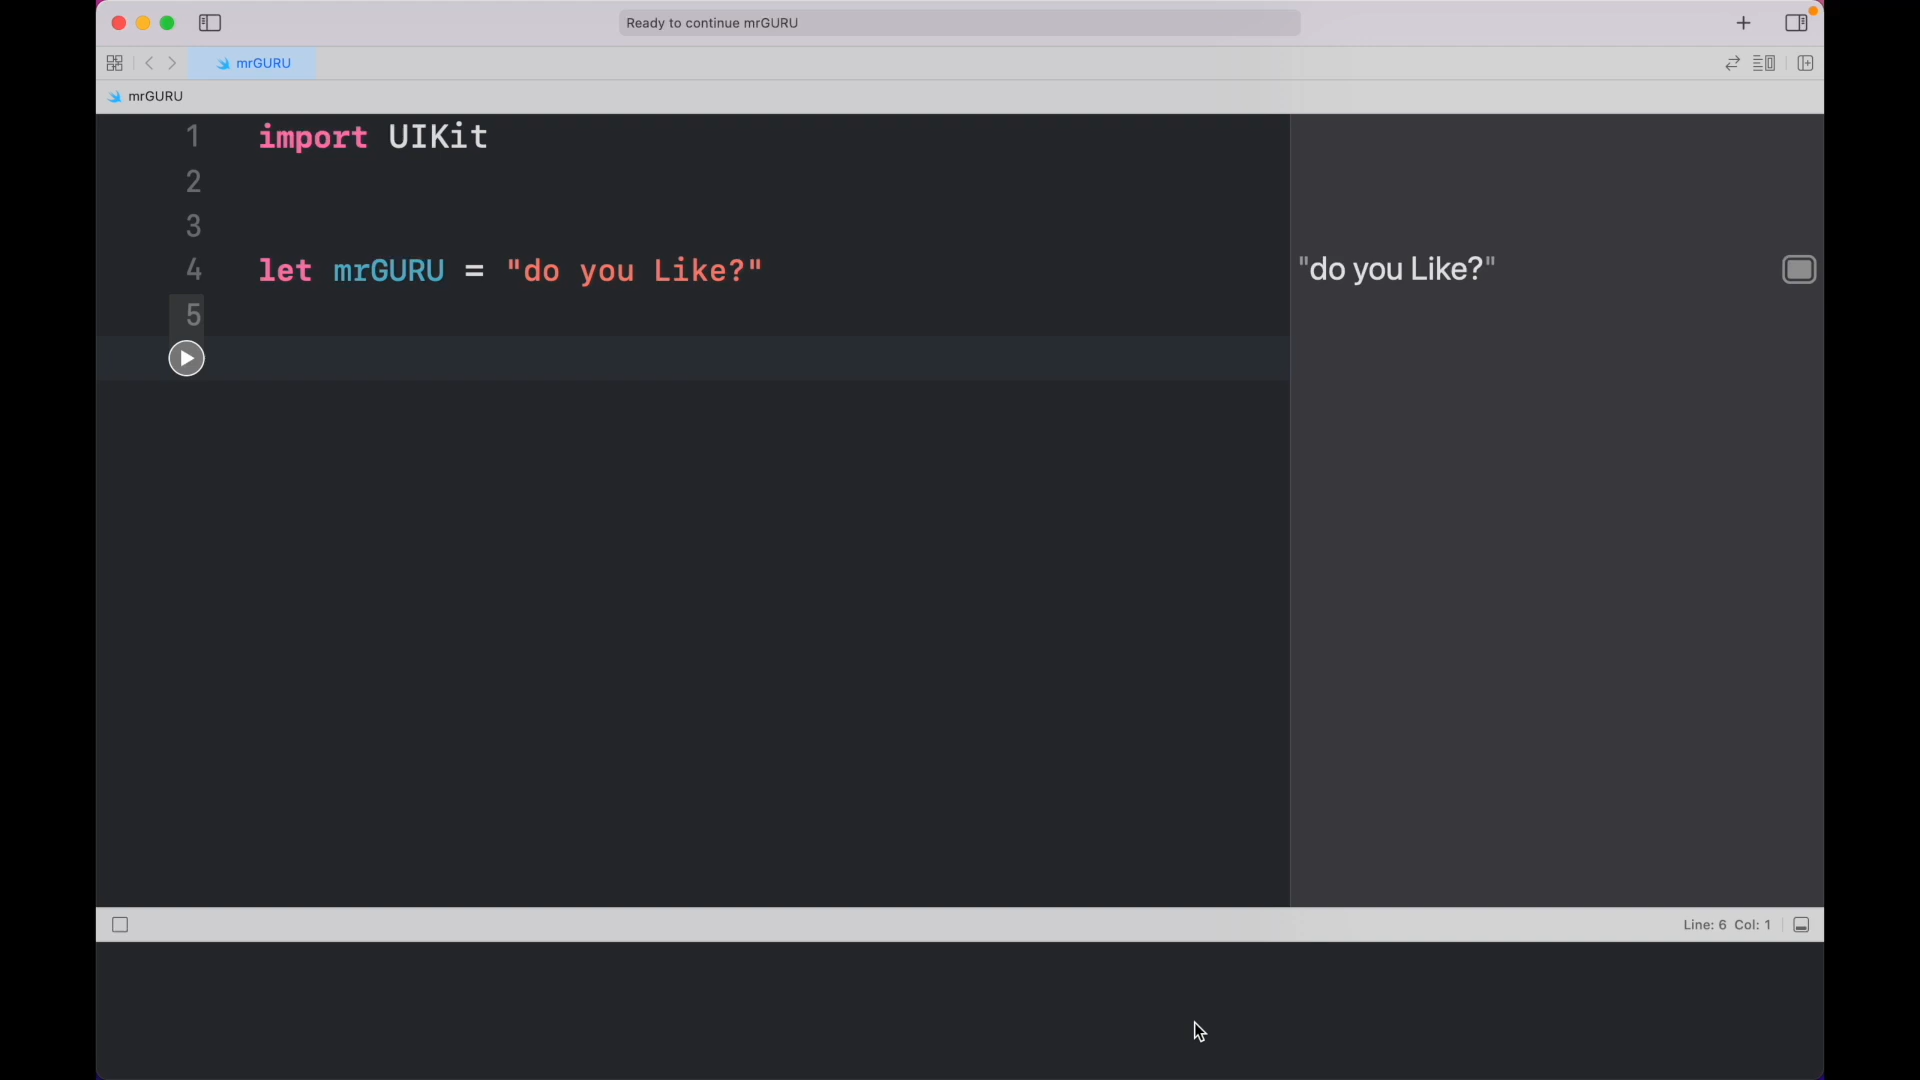 Ready to continue mrGURU
mrGURU
mrGURU
1 import UIKit
2
3
4 let mrGURU = "do you Like?"
"do you Like?"
5
Line: 6 Col: 1